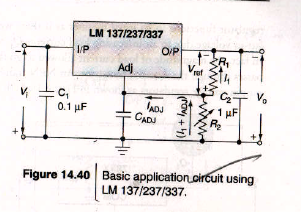 LM 137/237/337
I/P
O/P
Adj
Vref
R1
I1
Vi
C1
0.1 µF
CADJ
IADJ
(I1 + IADJ)
C2
1 µF
R2
Vo
Figure 14.40 Basic application circuit using
LM 137/237/337.